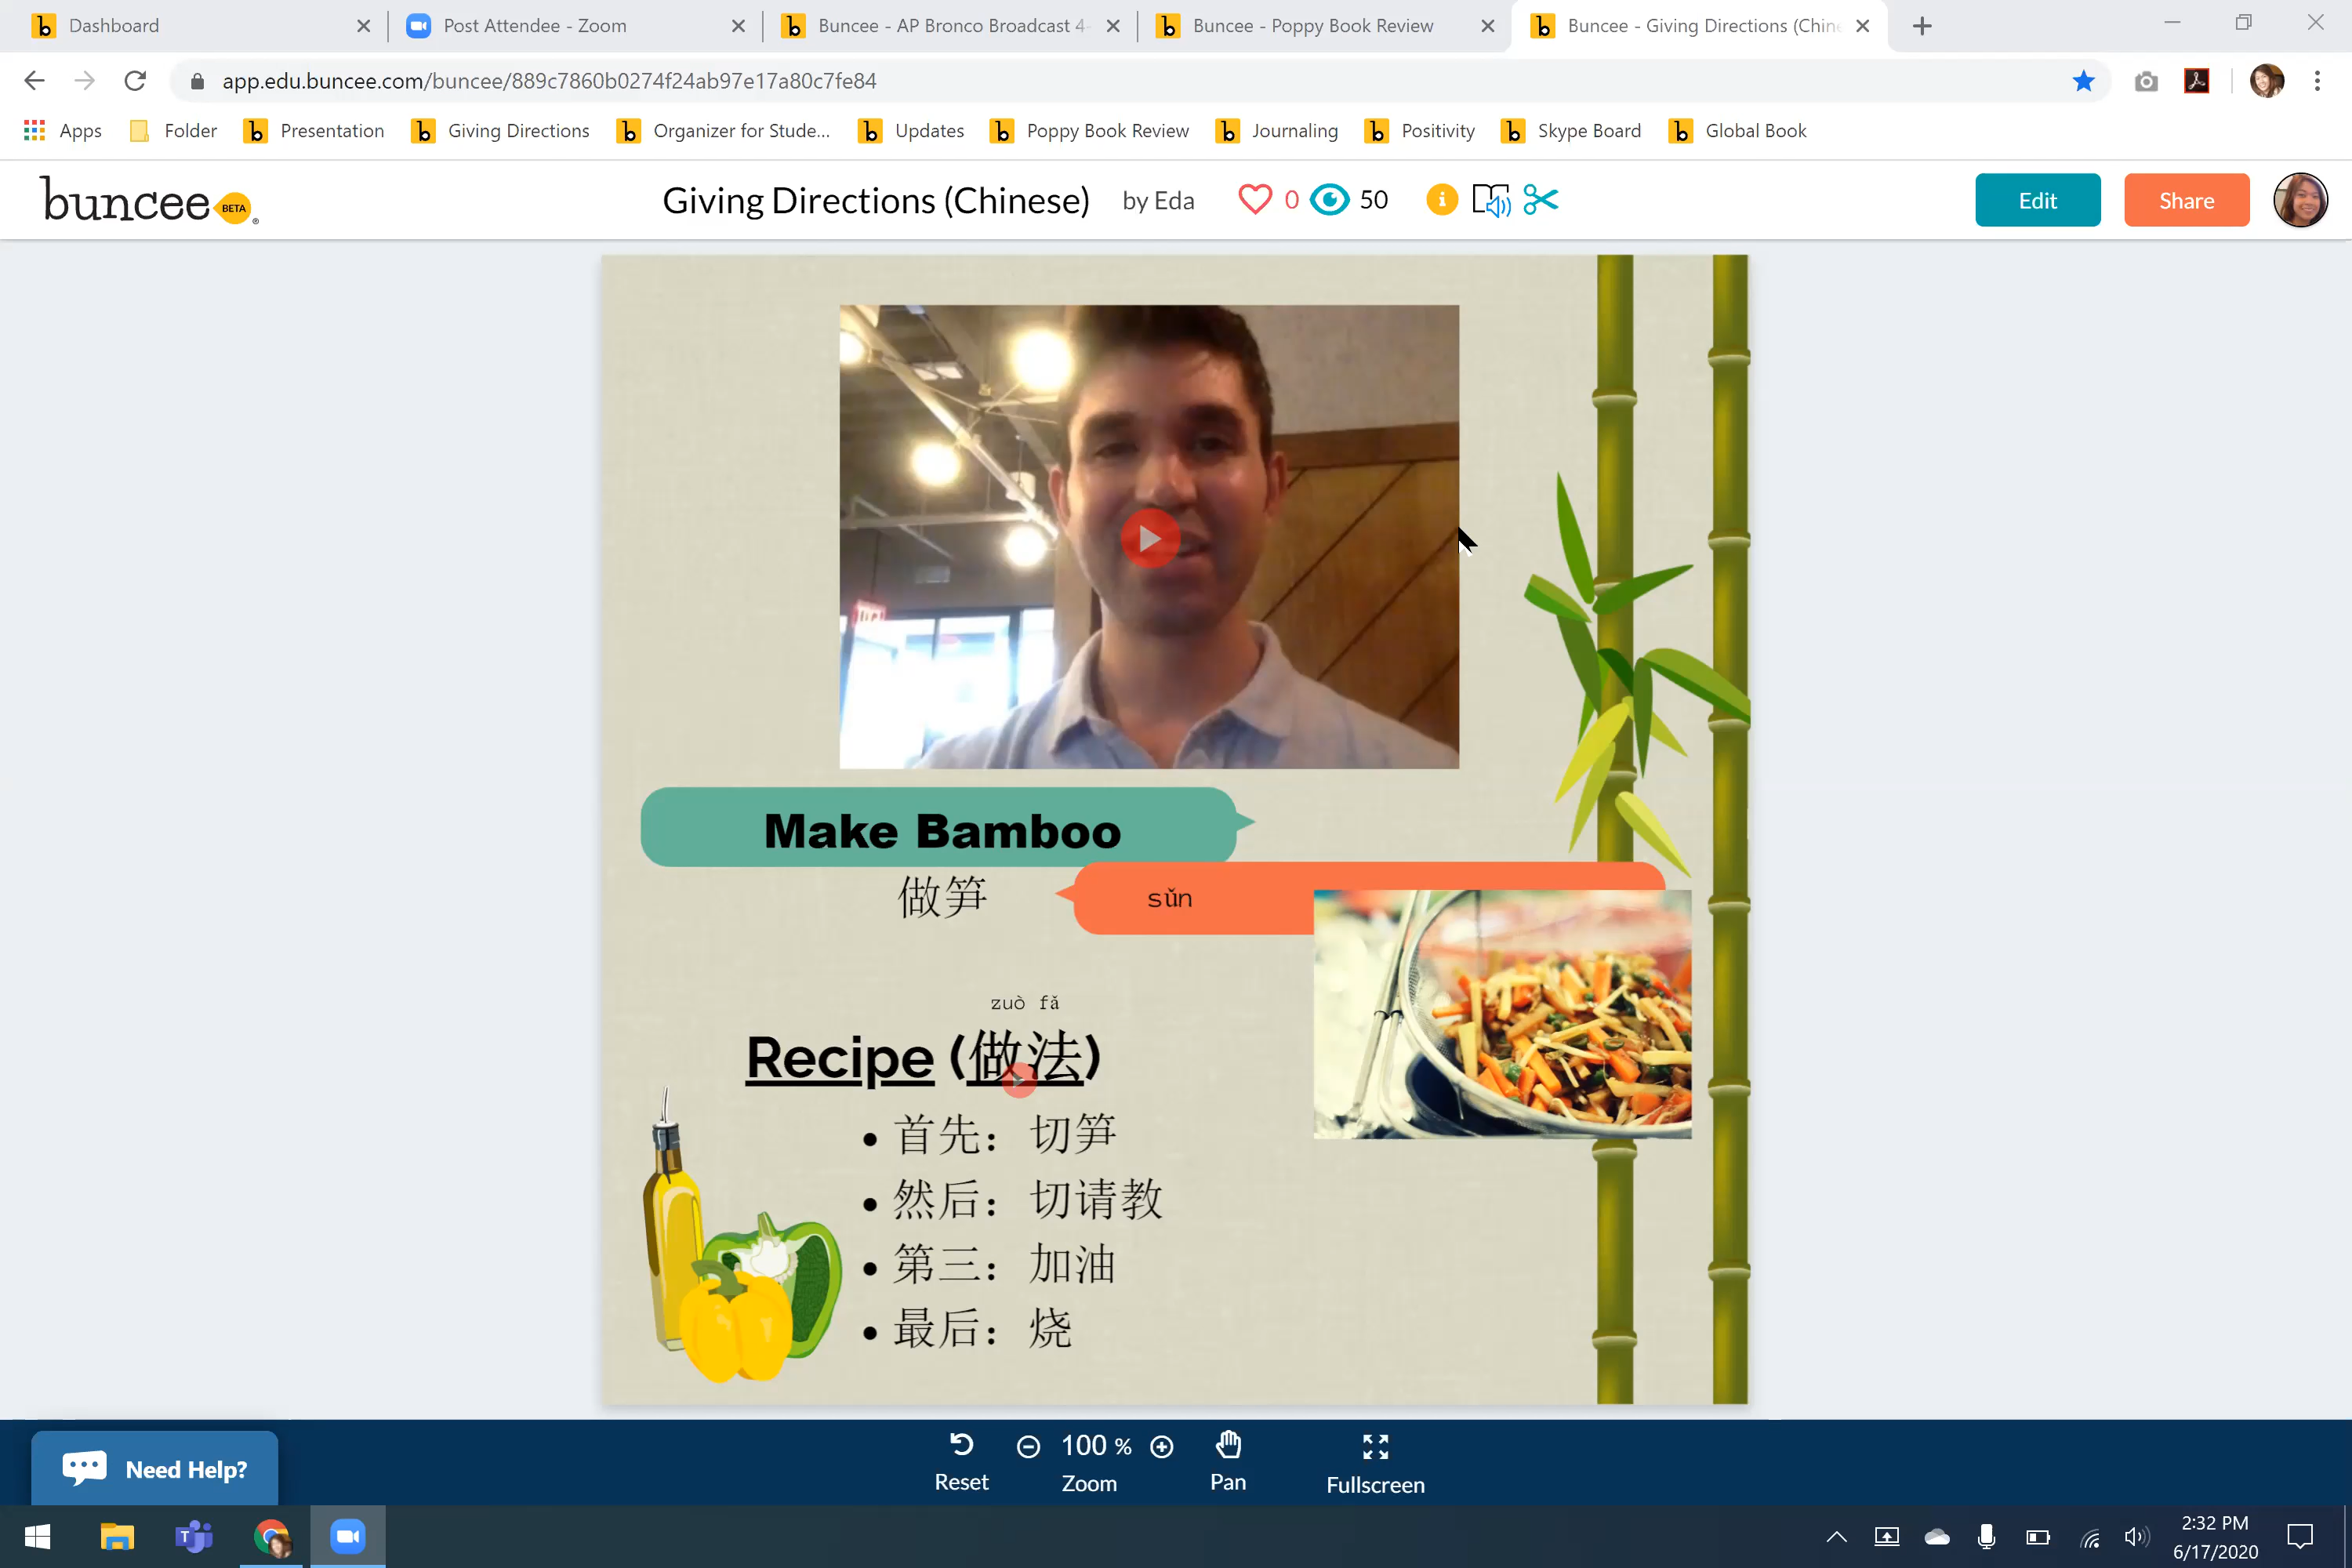 Dashboard
Post Attendee - Zoom
Buncee - AP Bronco Broadcast 4-
Buncee - Poppy Book Review
Buncee - Giving Directions (Chine
app.edu.buncee.com/buncee/889c7860b0274f24ab97e17a80c7fe84
Apps
Folder
Presentation
Giving Directions
Organizer for Stude...
Updates
Poppy Book Review
Journaling
Positivity
Skype Board
Global Book
buncee BETA
Giving Directions (Chinese) by Eda 0 50
Edit
Share
Make Bamboo
做笋
sǔn
zuò fǎ
Recipe (做法)
• 首先：切笋
• 然后：切请教
• 第三：加油
• 最后：烧
Need Help?
Reset
100 %
Zoom
Pan
Fullscreen
2:32 PM
6/17/2020